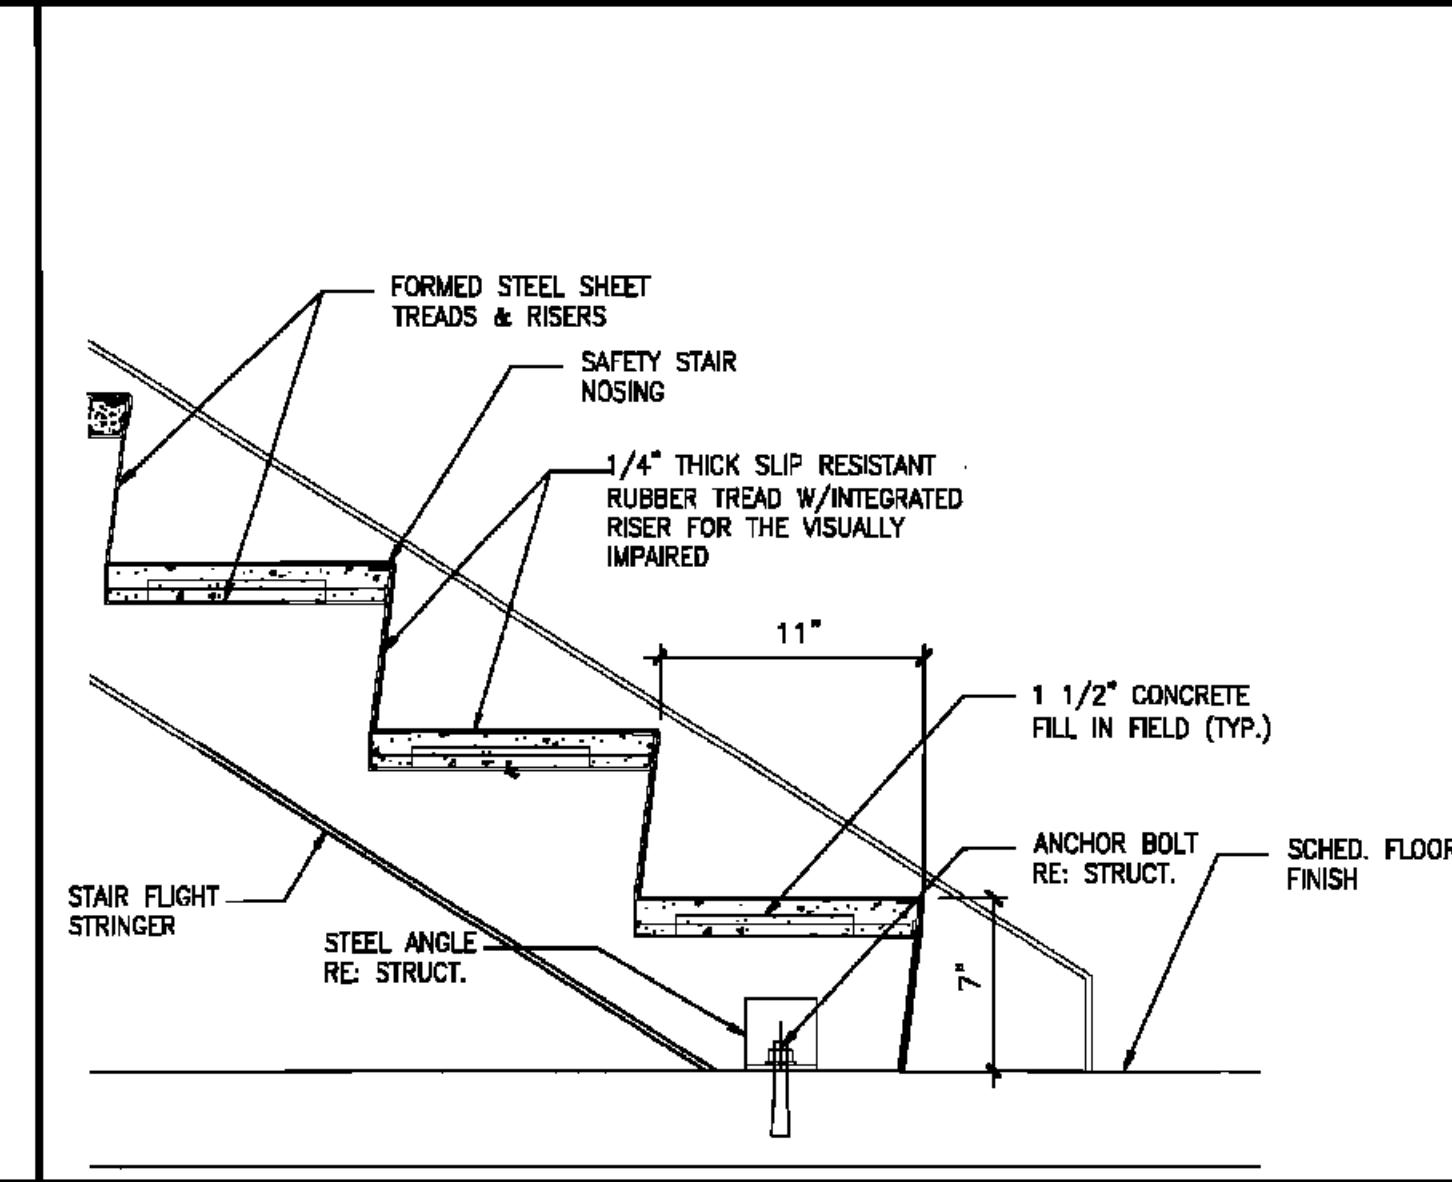 FORMED STEEL SHEET
TREADS & RISERS
SAFETY STAIR
NOSING
1/4" THICK SLIP RESISTANT
RUBBER TREAD W/INTEGRATED
RISER FOR THE VISUALLY
IMPAIRED
11"
1 1/2" CONCRETE
FILL IN FIELD (TYP.)
ANCHOR BOLT
RE: STRUCT.
SCHED. FLOOR
FINISH
STAIR FLIGHT
STRINGER
STEEL ANGLE
RE: STRUCT.
7"